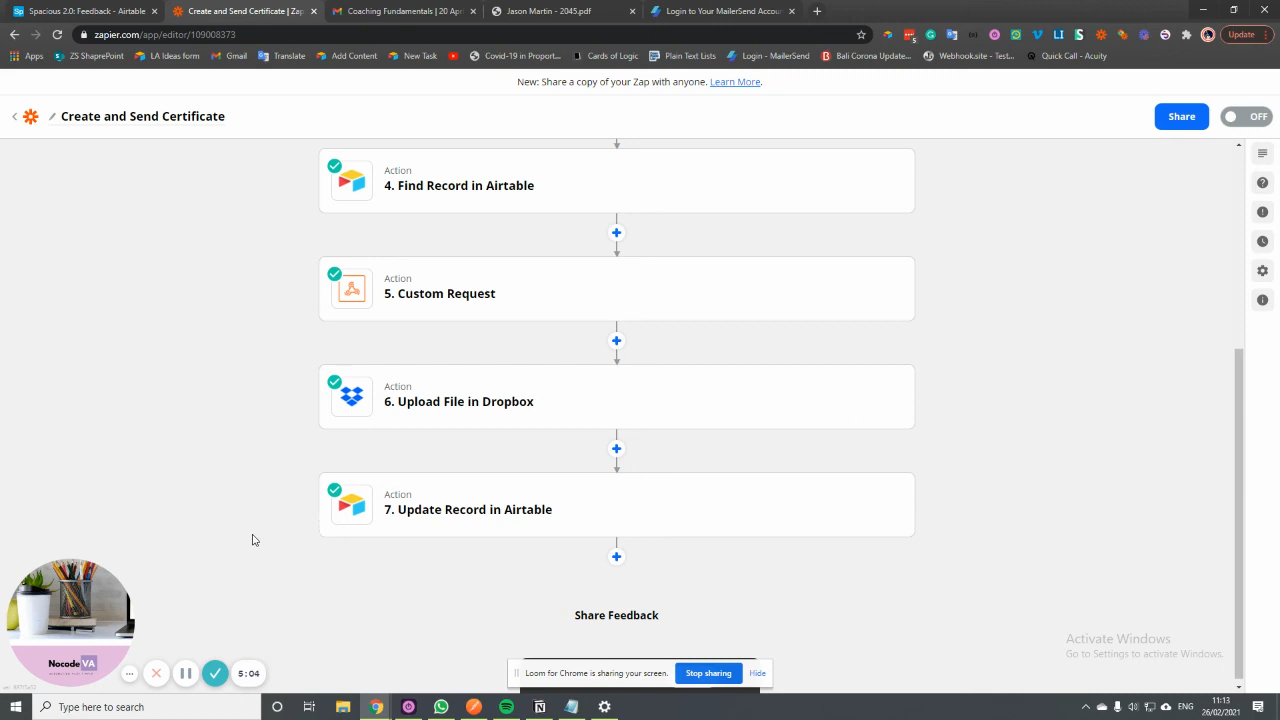 Spacious 2.0: Feedback - Airtable
Create and Send Certificate | Zap
Coaching Fundamentals | 20 Ap
Jason Martin - 2045.pdf
Login to Your MailerSend Accou
zapier.com/app/editor/109008373
Update
Apps
ZS SharePoint
LA Ideas form
Gmail
Translate
Add Content
New Task
Covid-19 in Proport...
Cards of Logic
Plain Text Lists
Login - MailerSend
Bali Corona Update...
Webhook.site - Test...
Quick Call - Acuity
New: Share a copy of your Zap with anyone. Learn More.
Create and Send Certificate
Share
OFF
Action
4. Find Record in Airtable
Action
5. Custom Request
Action
6. Upload File in Dropbox
Action
7. Update Record in Airtable
Share Feedback
Activate Windows
Go to Settings to activate Windows.
Nocode VA
5:04
Loom for Chrome is sharing your screen.
Stop sharing
Hide
Type here to search
ENG
11:13
26/02/2021